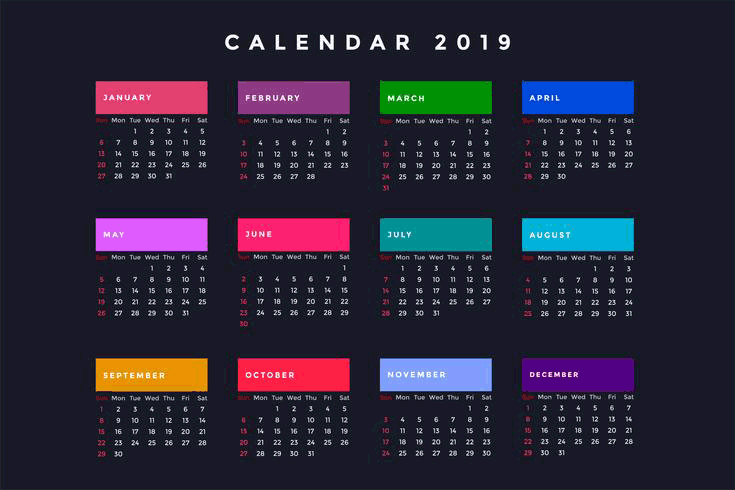 CALENDAR 2019
JANUARY
Sun Mon Tue Wed Thu Fri Sat
1 2 3 4 5
6 7 8 9 10 11 12
13 14 15 16 17 18 19
20 21 22 23 24 25 26
27 28 29 30 31
FEBRUARY
Sun Mon Tue Wed Thu Fri Sat
1 2
3 4 5 6 7 8 9
10 11 12 13 14 15 16
17 18 19 20 21 22 23
24 25 26 27 28
MARCH
Sun Mon Tue Wed Thu Fri Sat
1 2
3 4 5 6 7 8 9
10 11 12 13 14 15 16
17 18 19 20 21 22 23
24 25 26 27 28 29 30
31
APRIL
Sun Mon Tue Wed Thu Fri Sat
1 2 3 4 5 6
7 8 9 10 11 12 13
14 15 16 17 18 19 20
21 22 23 24 25 26 27
28 29 30
MAY
Sun Mon Tue Wed Thu Fri Sat
1 2 3 4
5 6 7 8 9 10 11
12 13 14 15 16 17 18
19 20 21 22 23 24 25
26 27 28 29 30 31
JUNE
Sun Mon Tue Wed Thu Fri Sat
1
2 3 4 5 6 7 8
9 10 11 12 13 14 15
16 17 18 19 20 21 22
23 24 25 26 27 28 29
30
JULY
Sun Mon Tue Wed Thu Fri Sat
1 2 3 4 5 6
7 8 9 10 11 12 13
14 15 16 17 18 19 20
21 22 23 24 25 26 27
28 29 30 31
AUGUST
Sun Mon Tue Wed Thu Fri Sat
1 2 3
4 5 6 7 8 9 10
11 12 13 14 15 16 17
18 19 20 21 22 23 24
25 26 27 28 29 30 31
SEPTEMBER
Sun Mon Tue Wed Thu Fri Sat
1 2 3 4 5 6 7
8 9 10 11 12 13 14
15 16 17 18 19 20 21
22 23 24 25 26 27 28
29 30
OCTOBER
Sun Mon Tue Wed Thu Fri Sat
1 2 3 4 5
6 7 8 9 10 11 12
13 14 15 16 17 18 19
20 21 22 23 24 25 26
27 28 29 30 31
NOVEMBER
Sun Mon Tue Wed Thu Fri Sat
1 2
3 4 5 6 7 8 9
10 11 12 13 14 15 16
17 18 19 20 21 22 23
24 25 26 27 28 29 30
DECEMBER
Sun Mon Tue Wed Thu Fri Sat
1 2 3 4 5 6 7
8 9 10 11 12 13 14
15 16 17 18 19 20 21
22 23 24 25 26 27 28
29 30 31